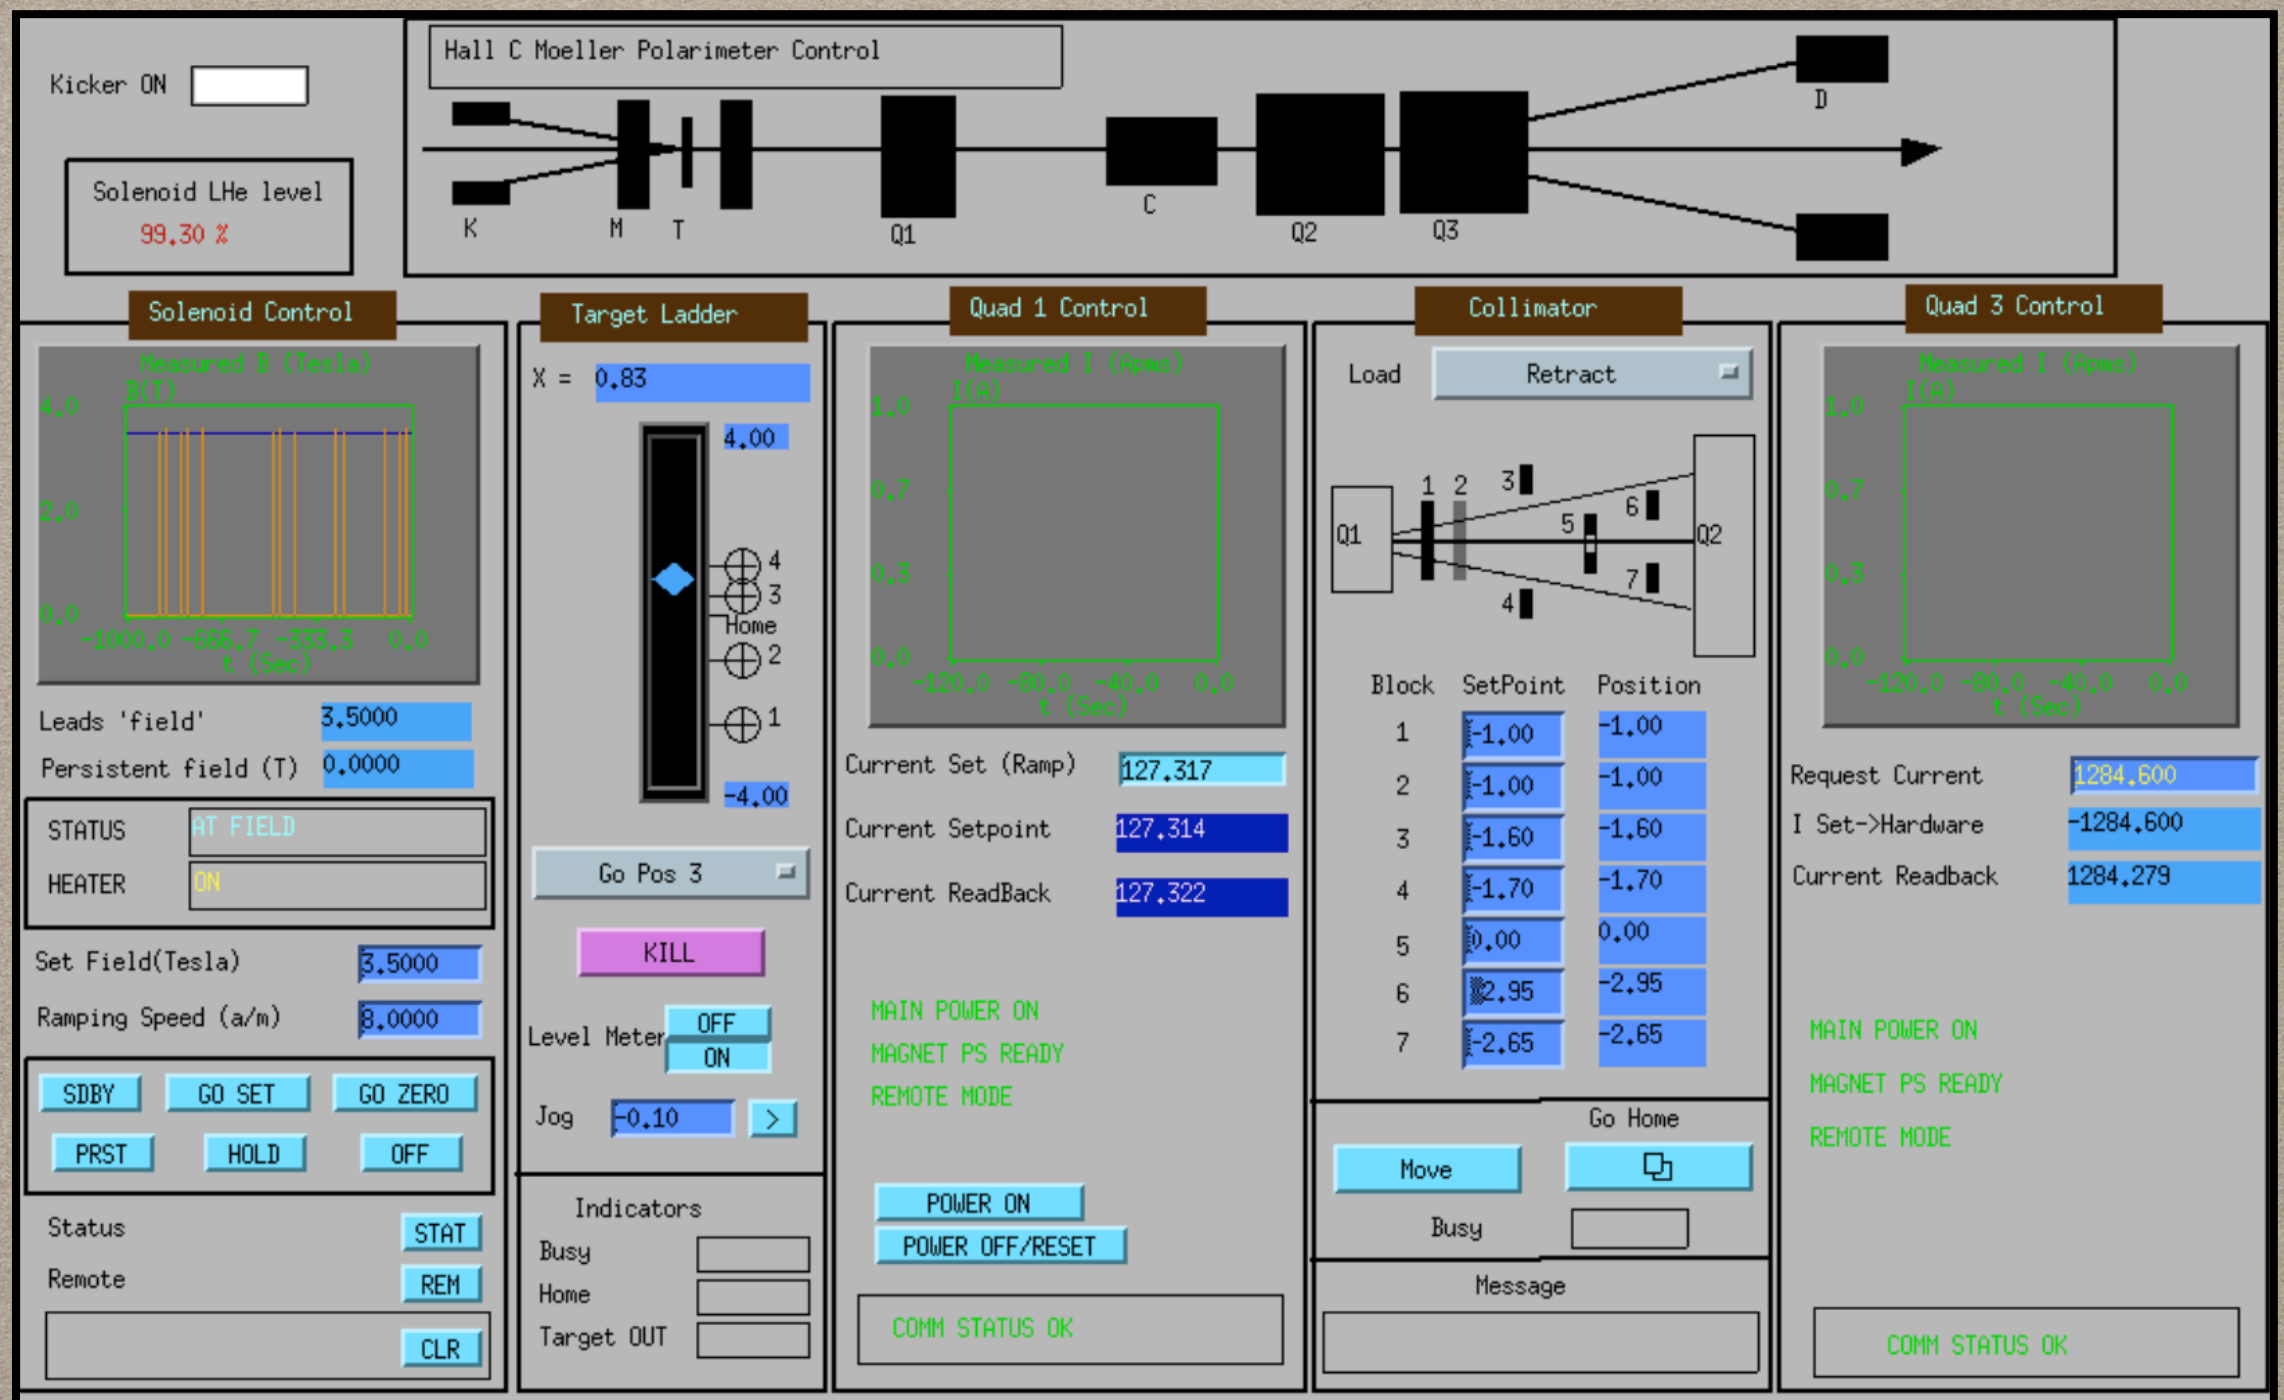 Hall C Moeller Polarimeter Control
Kicker ON
Solenoid LHe level
99.30 %
K
M
T
Q1
C
Q2
Q3
D
Solenoid Control
Measured B (Tesla)
B(T)
4.0
2.0
0.0
-1000.0 -666.7 -333.3 0.0
t (Sec)
Leads 'field' 3.5000
Persistent field (T) 0.0000
STATUS AT FIELD
HEATER ON
Set Field(Tesla) 3.5000
Ramping Speed (a/m) 8.0000
SDBY GO SET GO ZERO
PRST HOLD OFF
Status STAT
Remote REM
CLR
Target Ladder
X = 0.83
4.00
4
3
Home
2
1
-4.00
Go Pos 3
KILL
Level Meter OFF
ON
Jog -0.10 >
Indicators
Busy
Home
Target OUT
Quad 1 Control
Measured I (Apms)
I(A)
1.0
0.7
0.3
0.0
-120.0 -80.0 -40.0 0.0
t (Sec)
Current Set (Ramp) 127.317
Current Setpoint 127.314
Current ReadBack 127.322
MAIN POWER ON
MAGNET PS READY
REMOTE MODE
POWER ON
POWER OFF/RESET
COMM STATUS OK
Collimator
Load Retract
1 2 3
6
5
Q1 Q2
7
4
Block SetPoint Position
1 -1.00 -1.00
2 -1.00 -1.00
3 -1.60 -1.60
4 -1.70 -1.70
5 0.00 0.00
6 -2.95 -2.95
7 -2.65 -2.65
Go Home
Move
Busy
Message
Quad 3 Control
Measured I (Apms)
I(A)
1.0
0.7
0.3
0.0
-120.0 -80.0 -40.0 0.0
t (Sec)
Request Current 1284.600
I Set->Hardware -1284.600
Current Readback 1284.279
MAIN POWER ON
MAGNET PS READY
REMOTE MODE
COMM STATUS OK